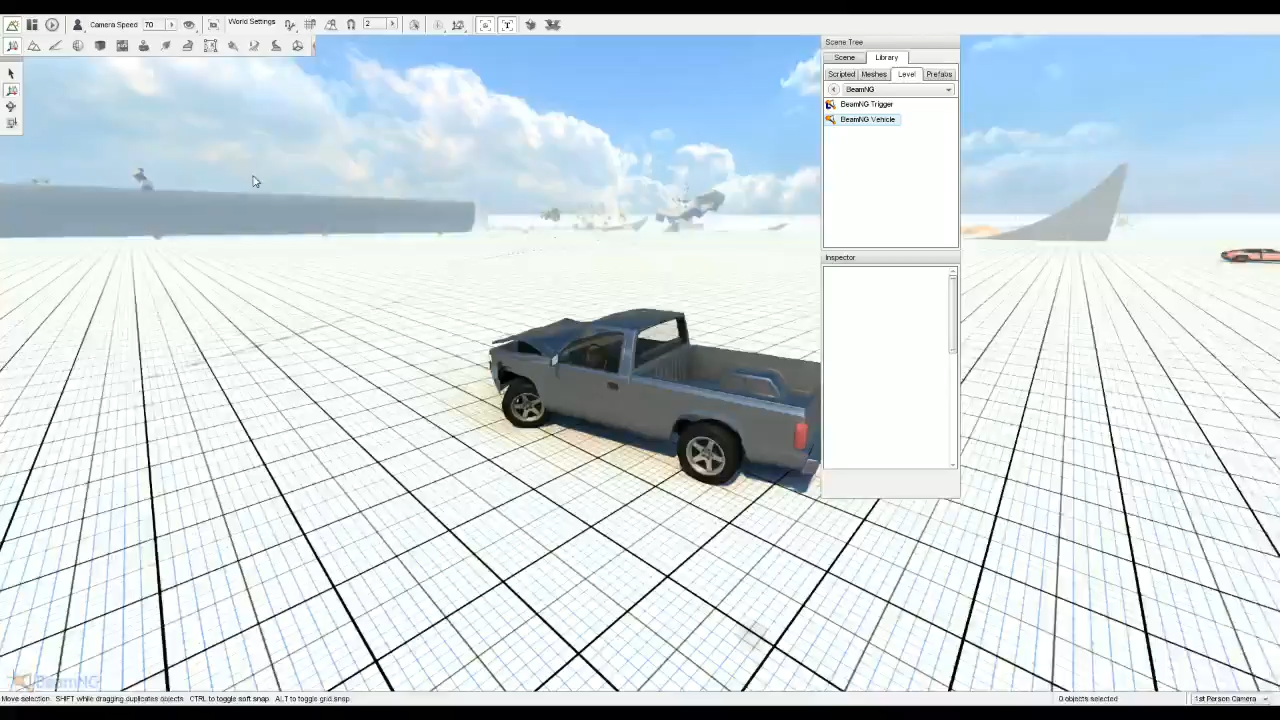 Camera Speed 70
World Settings
2
Scene Tree
Scene Library
Scripted Meshes Level Prefabs
BeamNG
BeamNG Trigger
BeamNG Vehicle
Inspector
BeamNG
Move selection. SHIFT while dragging duplicates objects. CTRL to toggle soft snap. ALT to toggle grid snap.
0 objects selected
1st Person Camera